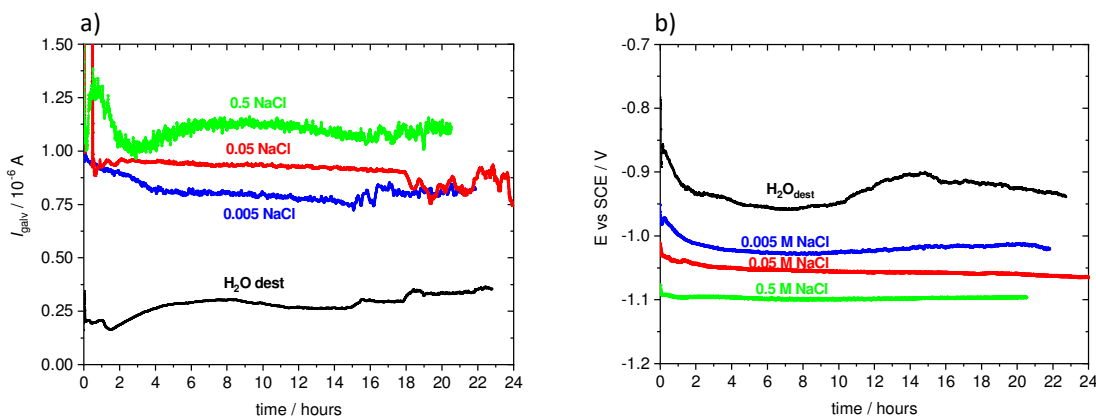 a)
1.50
1.25
1.00
0.75
0.50
0.25
0.00
I_galv / 10⁻⁶ A
0.5 NaCl
0.05 NaCl
0.005 NaCl
H₂O dest
0 2 4 6 8 10 12 14 16 18 20 22 24
time / hours
b)
-0.7
-0.8
-0.9
-1.0
-1.1
-1.2
E vs SCE / V
H₂O_dest
0.005 M NaCl
0.05 M NaCl
0.5 M NaCl
0 2 4 6 8 10 12 14 16 18 20 22 24
time / hours